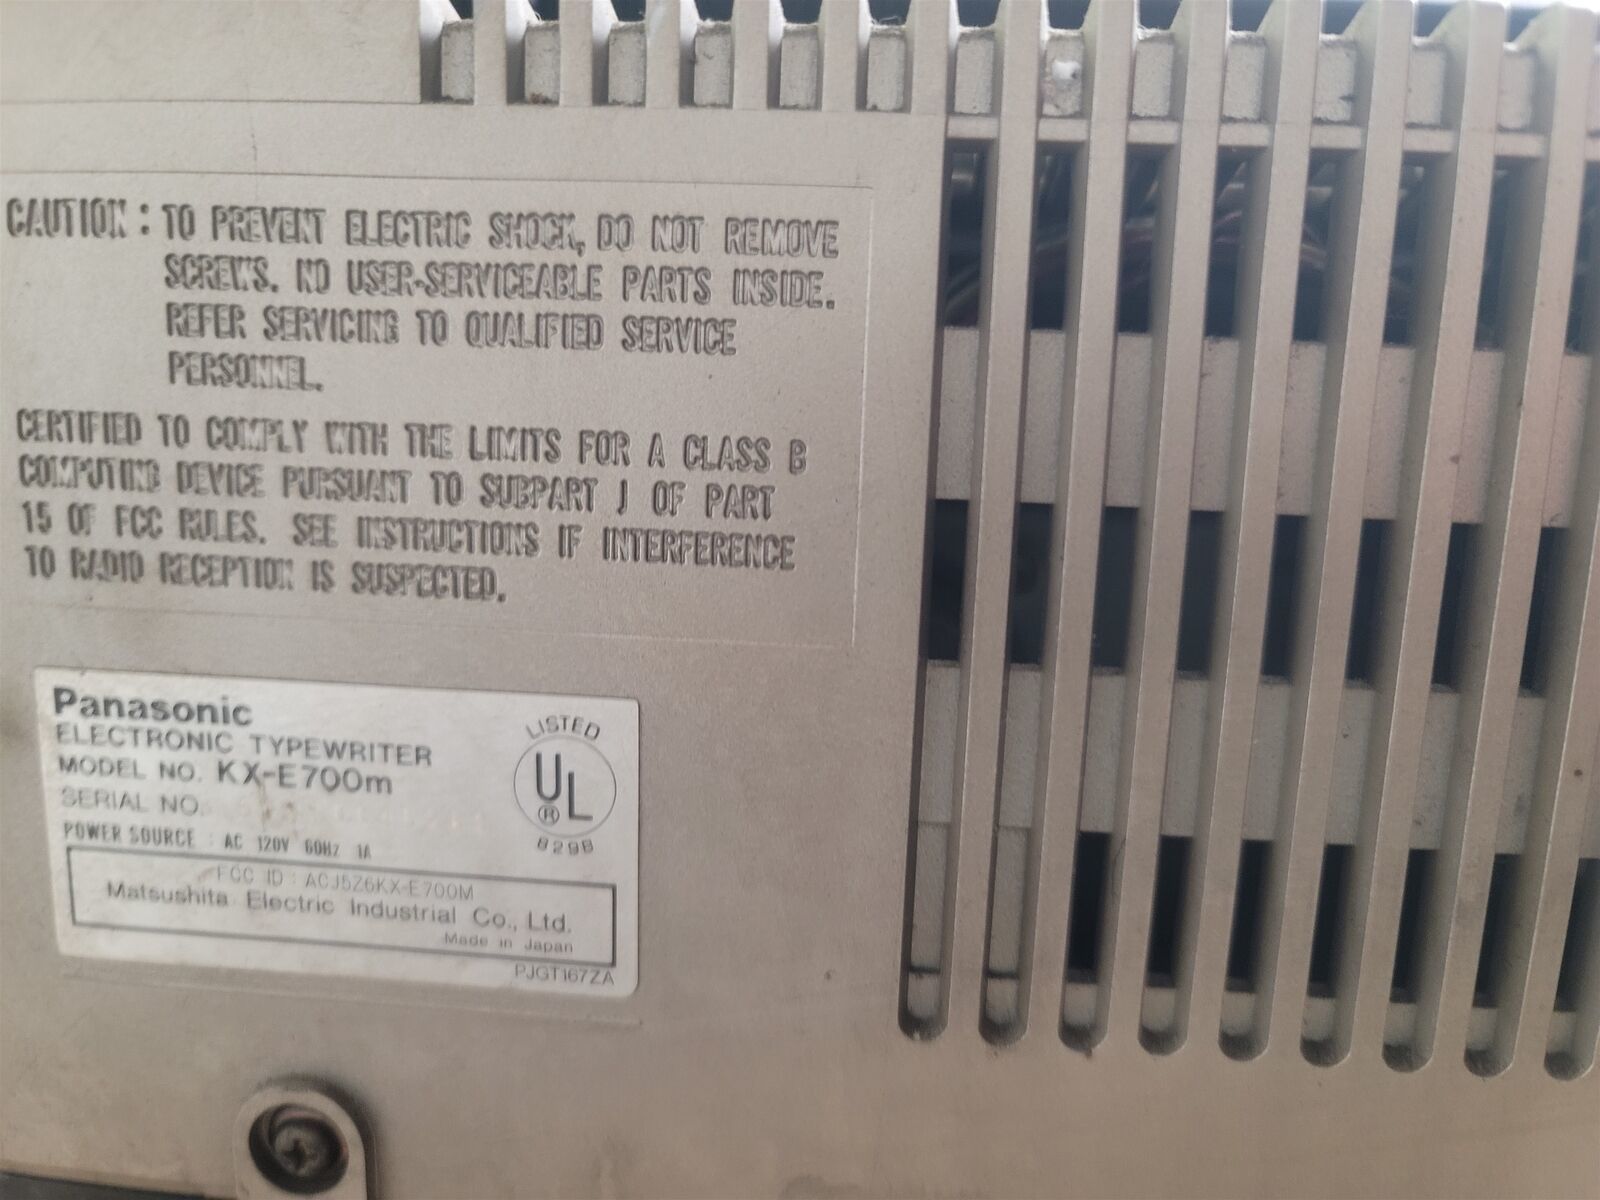 CAUTION : TO PREVENT ELECTRIC SHOCK, DO NOT REMOVE
SCREWS. NO USER-SERVICEABLE PARTS INSIDE.
REFER SERVICING TO QUALIFIED SERVICE
PERSONNEL.
CERTIFIED TO COMPLY WITH THE LIMITS FOR A CLASS B
COMPUTING DEVICE PURSUANT TO SUBPART J OF PART
15 OF FCC RULES. SEE INSTRUCTIONS IF INTERFERENCE
TO RADIO RECEPTION IS SUSPECTED.
Panasonic
ELECTRONIC TYPEWRITER
MODEL NO. KX-E700m
SERIAL NO.
POWER SOURCE : AC 120V 60Hz 1A
LISTED
UL
®
829B
FCC ID : ACJ5Z6KX-E700M
Matsushita Electric Industrial Co., Ltd.
Made in Japan
PJGT167ZA